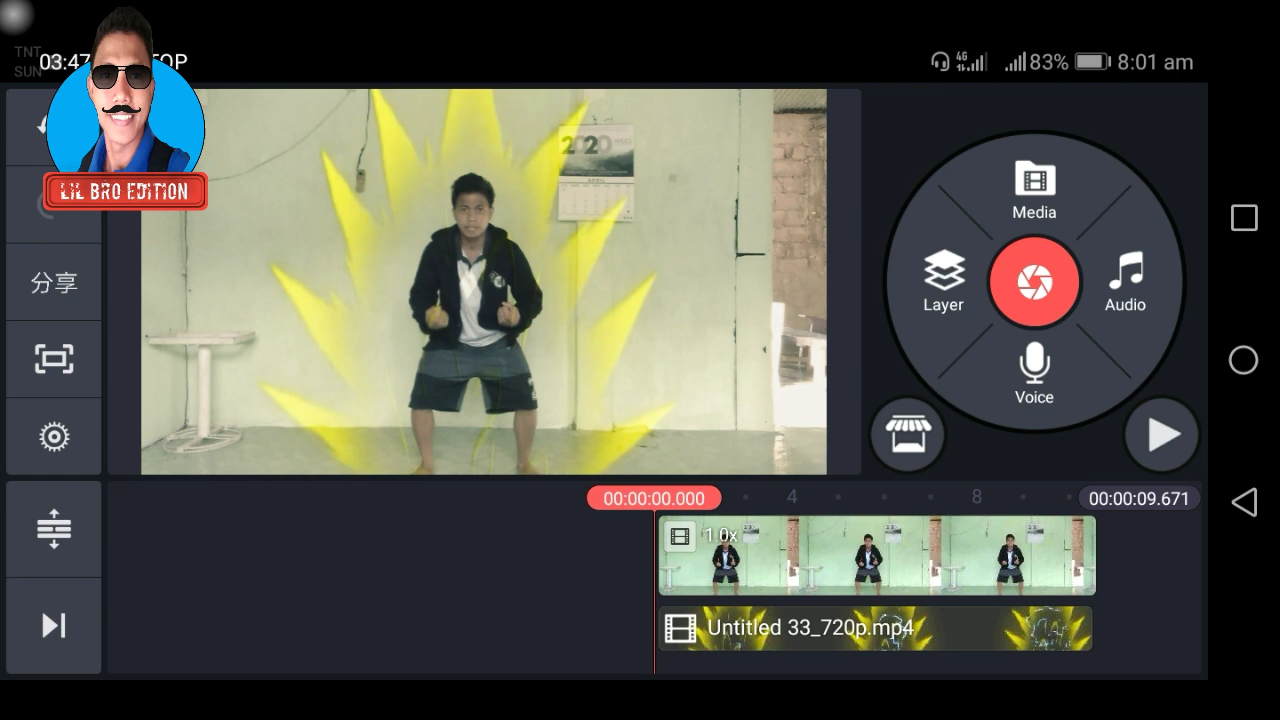 TNT
SUN
03:47
83% 8:01 am
LIL BRO EDITION
2020
APRIL
Media
分享
Layer
Audio
Voice
00:00:00.000
4
8
00:00:09.671
1.0x
Untitled 33_720p.mp4